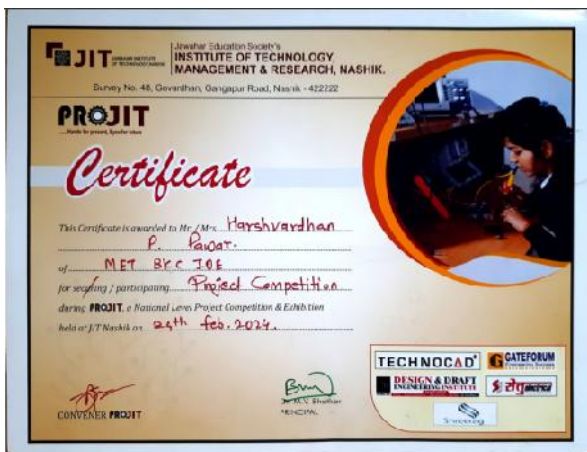 JIT
Jawahar Education Society's
INSTITUTE OF TECHNOLOGY
MANAGEMENT & RESEARCH, NASHIK.
Survey No. 48, Govardhan, Gangapur Road, Nashik - 422222
PROJIT
Certificate
This Certificate is awarded to Mr. / Mrs. Harshvardhan
P. Pawar.
of MET BKC IOE
for securing / participating Project Competition
during PROJIT, a National Level Project Competition & Exhibition
held at JIT Nashik on 24th feb. 2024.
TECHNOCAD
GATEFORUM
DESIGN & DRAFT
ENGINEERING INSTITUTE
CONVENER PROJIT
PRINCIPAL